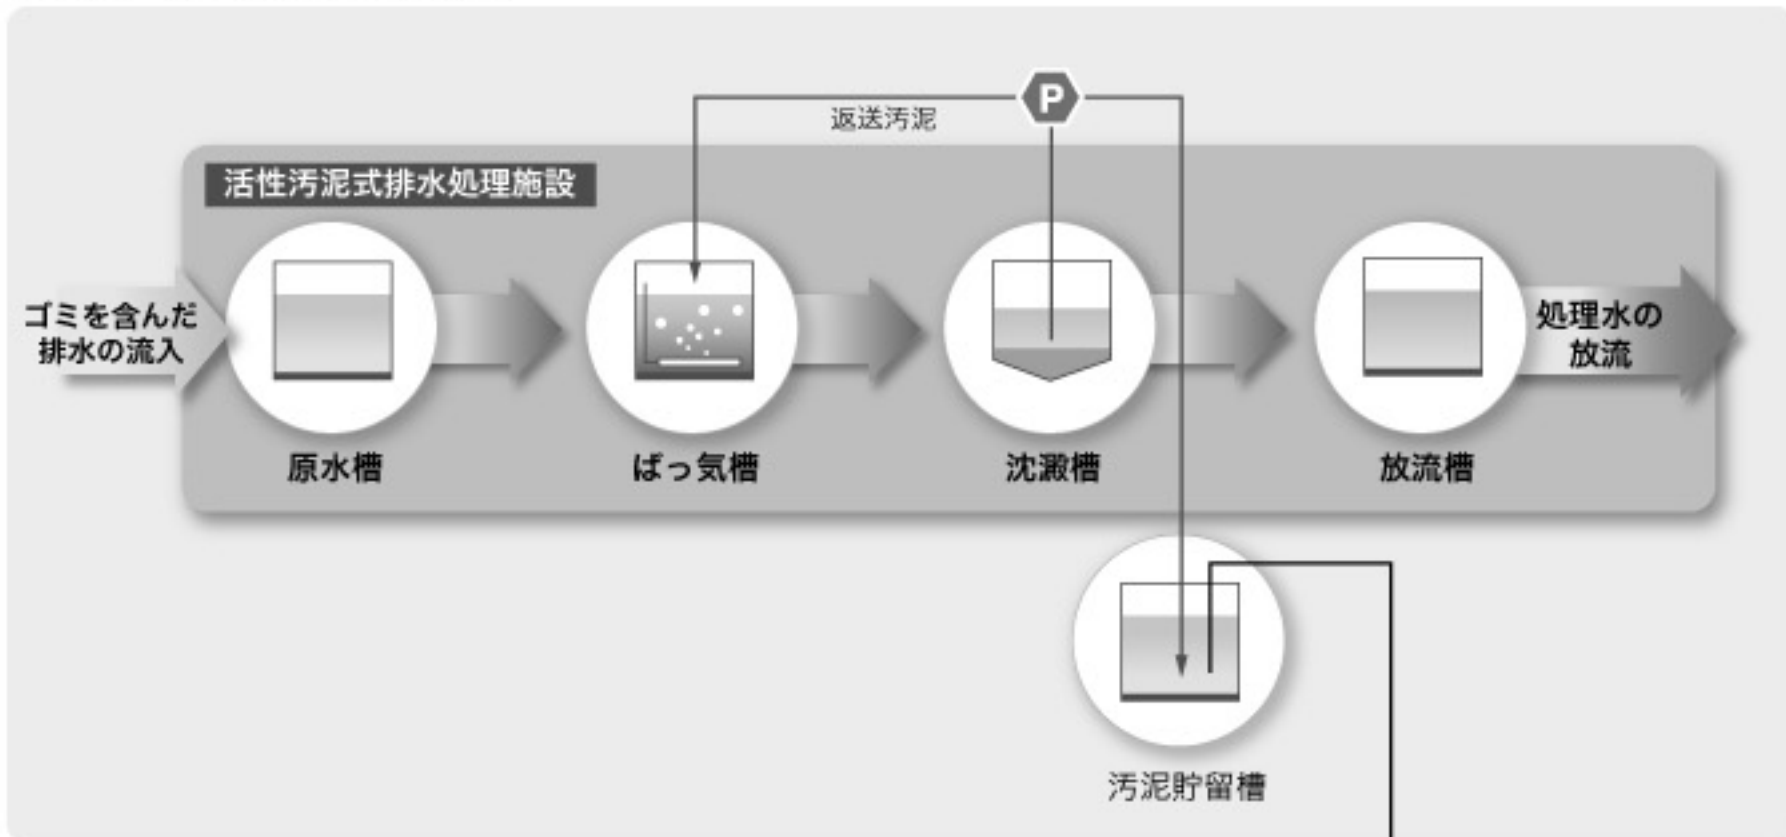 P
返送汚泥
活性汚泥式排水処理施設
ゴミを含んだ
排水の流入
処理水の
放流
原水槽
ばっ気槽
沈澱槽
放流槽
汚泥貯留槽